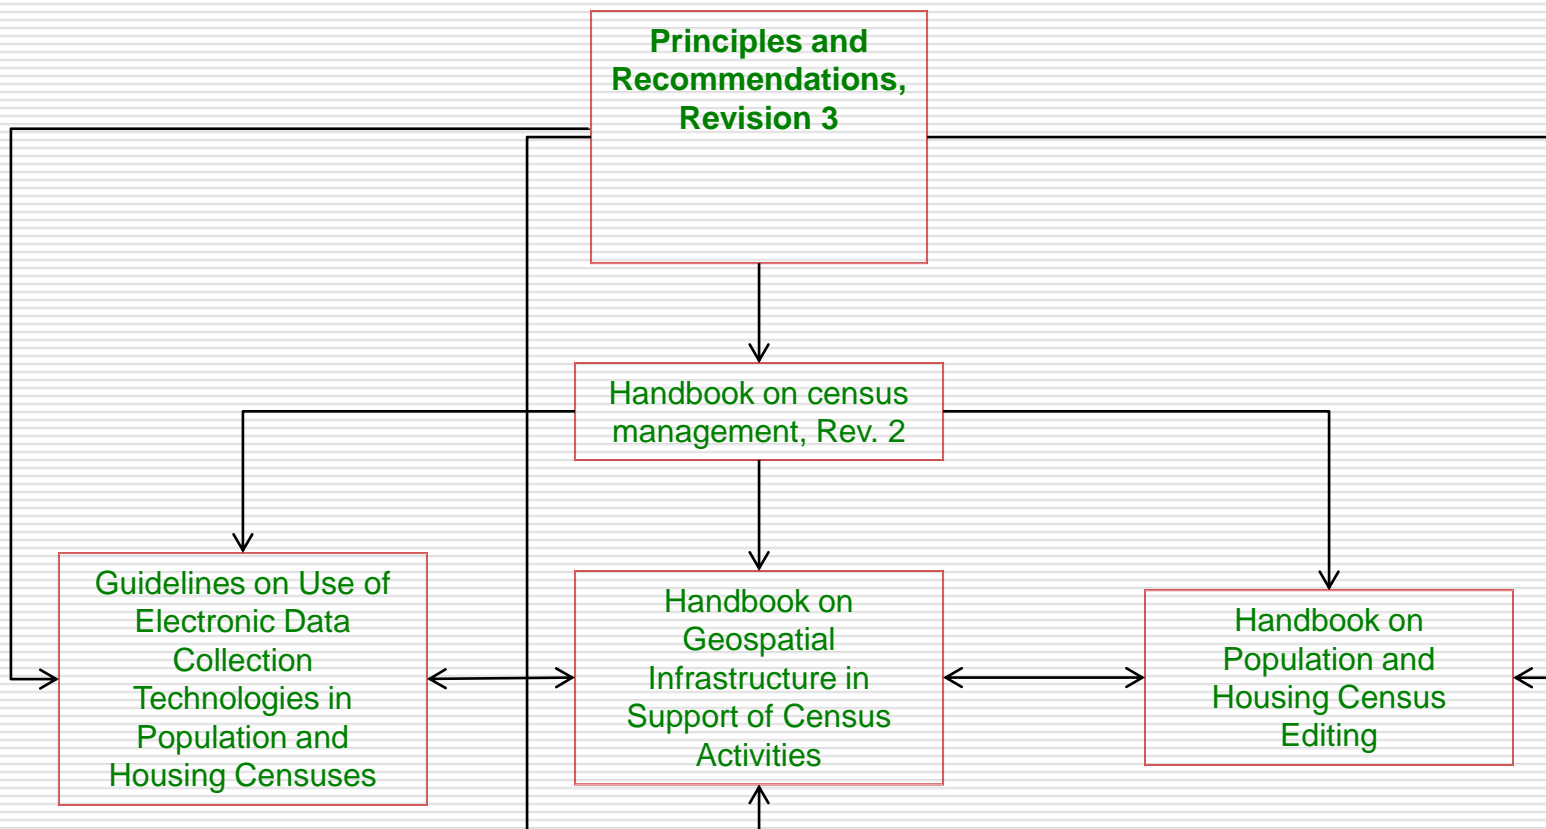 Principles and
Recommendations,
Revision 3
Handbook on census
management, Rev. 2
Guidelines on Use of
Electronic Data
Collection
Technologies in
Population and
Housing Censuses
Handbook on
Geospatial
Infrastructure in
Support of Census
Activities
Handbook on
Population and
Housing Census
Editing